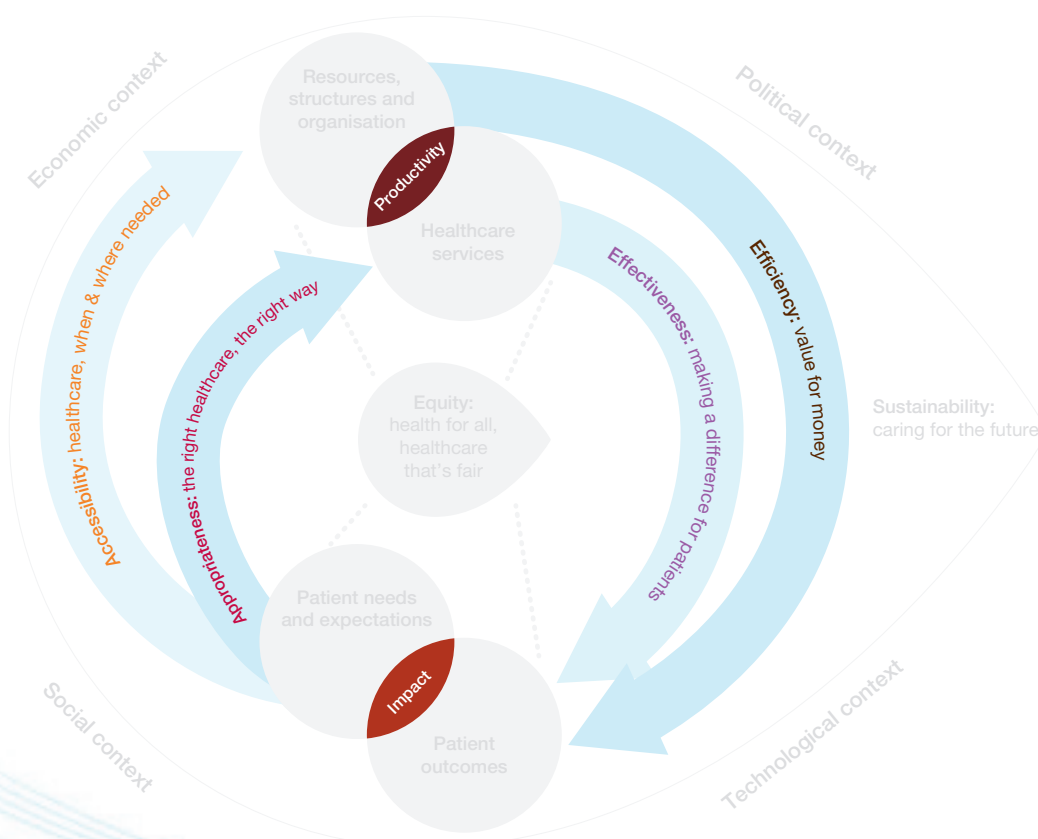 Economic context
Political context
Resources,
structures and
organisation
Productivity
Healthcare
services
Accessibility: healthcare, when & where needed
Appropriateness: the right healthcare, the right way
Effectiveness: making a difference for patients
Efficiency: value for money
Equity:
health for all,
healthcare
that's fair
Sustainability:
caring for the future
Patient needs
and expectations
Impact
Patient
outcomes
Social context
Technological context